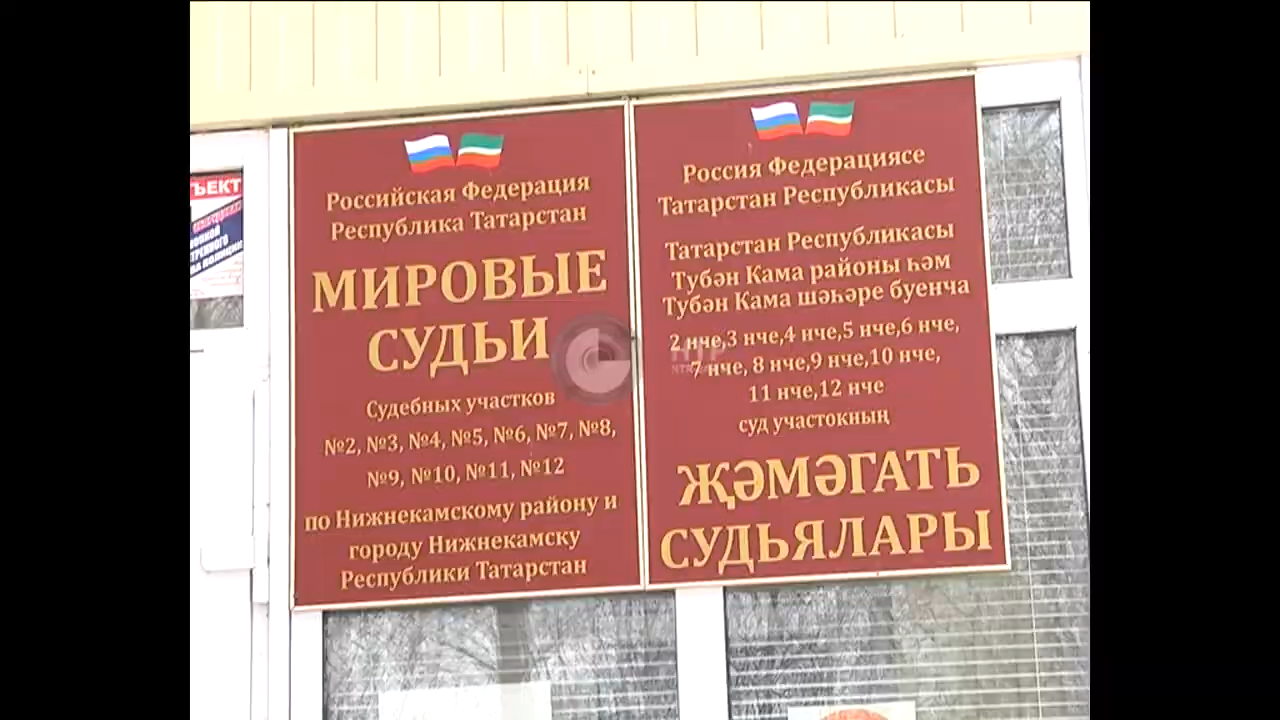 ЪЕКТ
Российская Федерация
Республика Татарстан
МИРОВЫЕ
СУДЬИ
Судебных участков
№2, №3, №4, №5, №6, №7, №8,
№9, №10, №11, №12
по Нижнекамскому району и
городу Нижнекамску
Республики Татарстан
Россия Федерациясе
Татарстан Республикасы
Татарстан Республикасы
Түбән Кама районы һәм
Түбән Кама шәһәре буенча
2 нче,3 нче,4 нче,5 нче,6 нче,
7 нче, 8 нче,9 нче,10 нче,
11 нче,12 нче
суд участокның
ҖӘМӘГАТЬ
СУДЬЯЛАРЫ
НТР